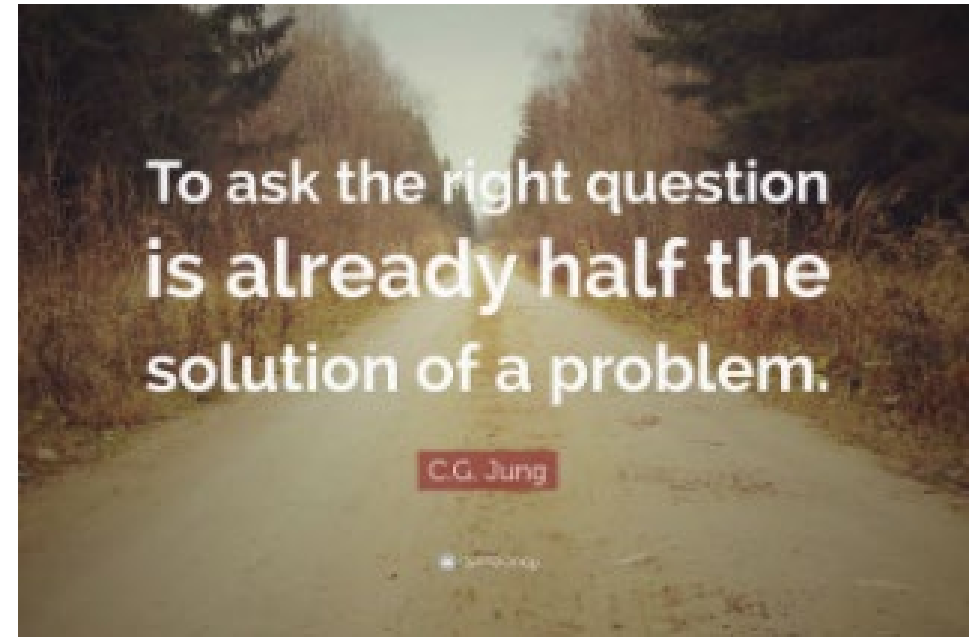 To ask the right question
is already half the
solution of a problem.
C.G. Jung